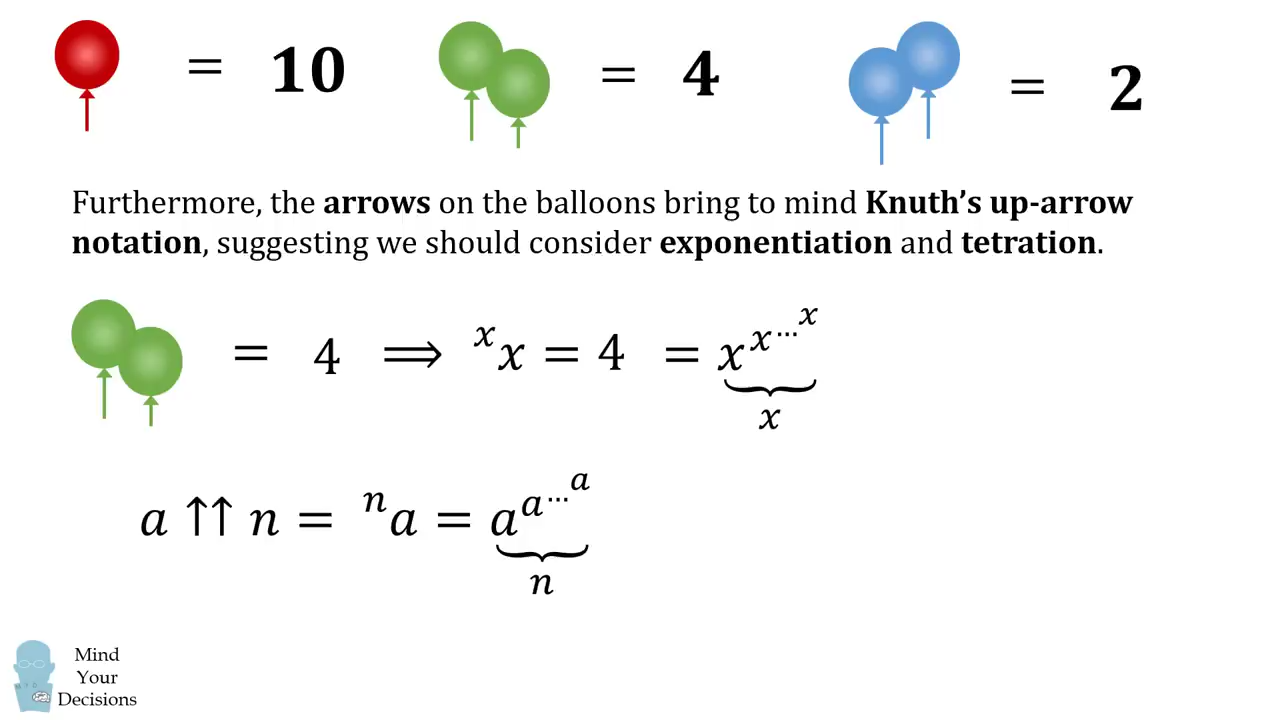 = 10 = 4 = 2
Furthermore, the arrows on the balloons bring to mind Knuth’s up-arrow
notation, suggesting we should consider exponentiation and tetration.
= 4 ⟹ ˣx = 4 = x^x^⋯^x
x
a ↑↑ n = ⁿa = a^a^⋯^a
n
Mind
Your
Decisions